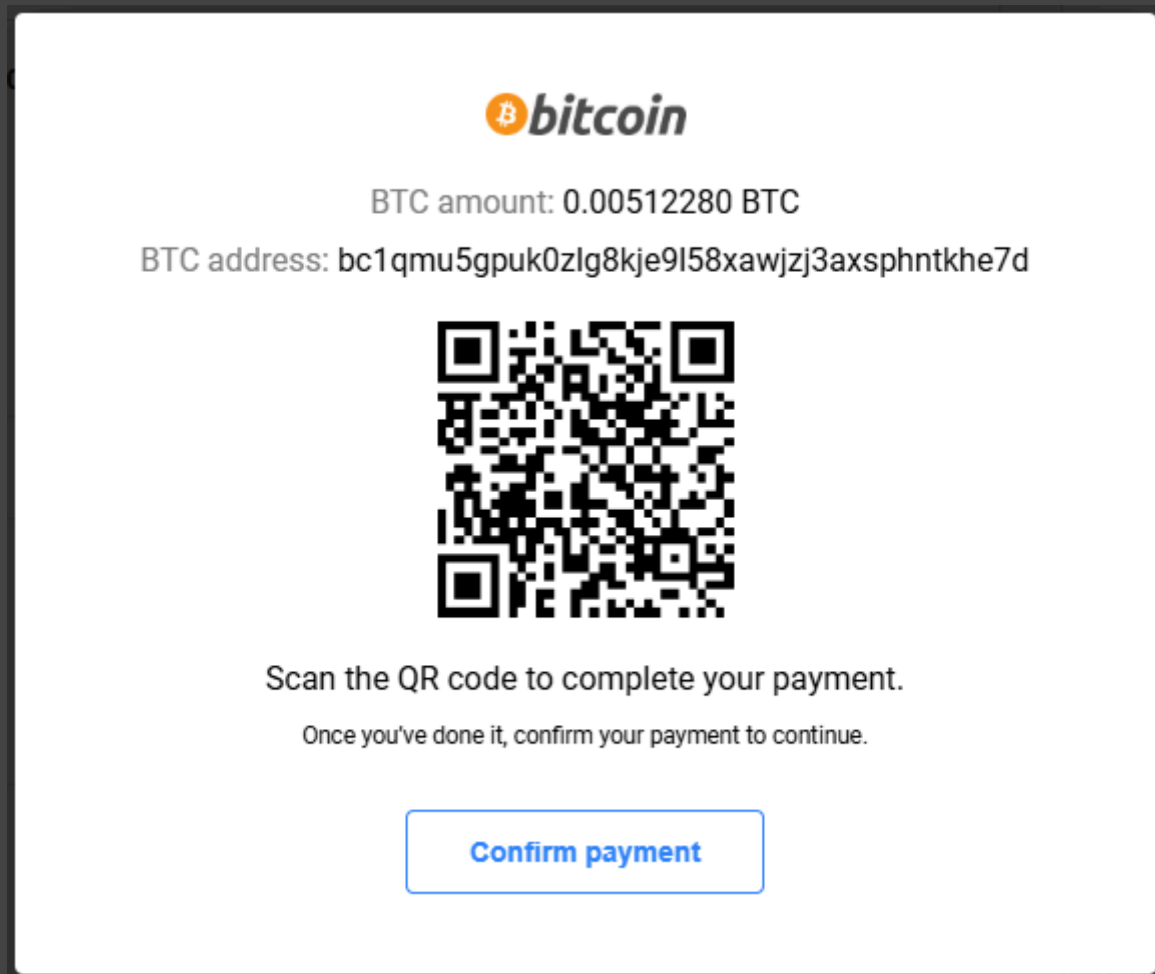 bitcoin
BTC amount: 0.00512280 BTC
BTC address: bc1qmu5gpuk0zlg8kje9l58xawjzj3axsphntkhe7d
Scan the QR code to complete your payment.
Once you've done it, confirm your payment to continue.
Confirm payment